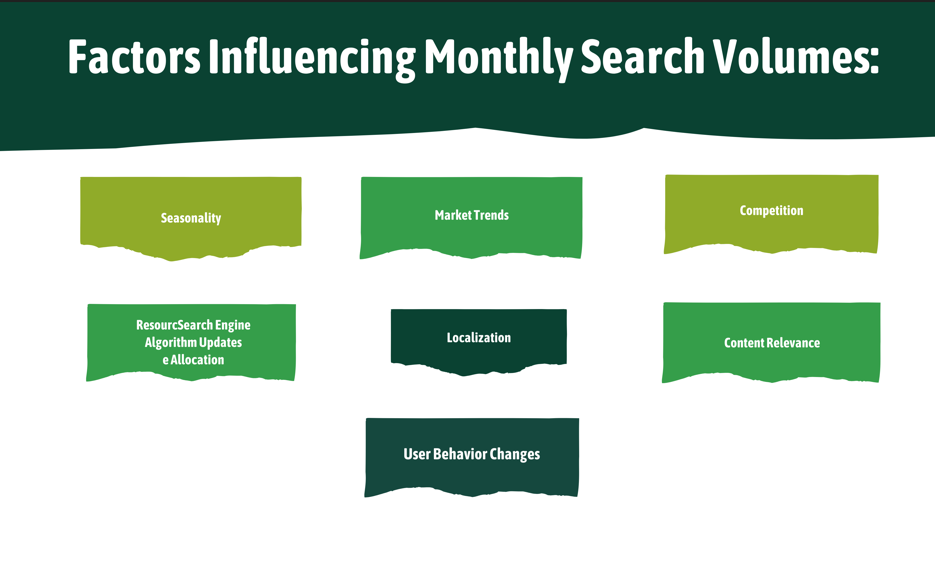 Factors Influencing Monthly Search Volumes:
Seasonality
Market Trends
Competition
ResourcSearch Engine
Algorithm Updates
e Allocation
Localization
Content Relevance
User Behavior Changes